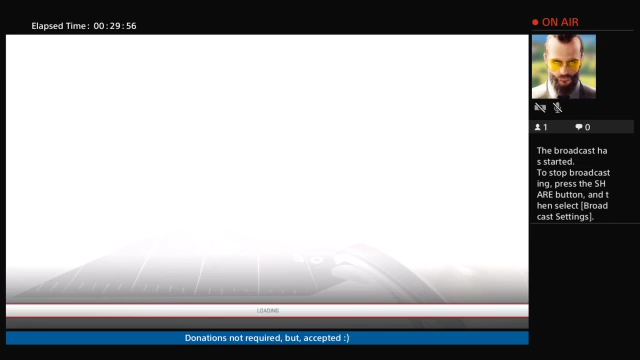 Elapsed Time: 00:29:56
ON AIR
1
0
The broadcast ha
s started.
To stop broadcast
ing, press the SH
ARE button, and t
hen select [Broad
cast Settings].
LOADING
Donations not required, but, accepted :)